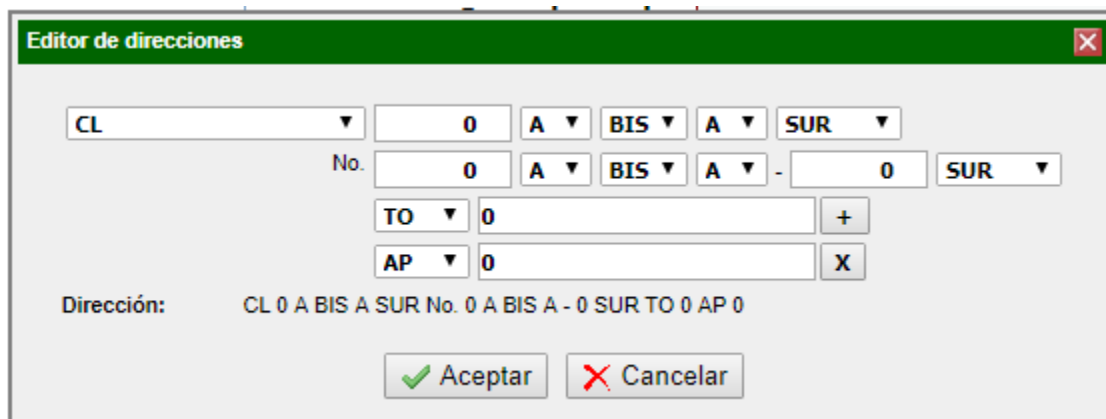 Editor de direcciones
CL 0 A BIS A SUR
No. 0 A BIS A - 0 SUR
TO 0 +
AP 0 X
Dirección: CL 0 A BIS A SUR No. 0 A BIS A - 0 SUR TO 0 AP 0
Aceptar Cancelar